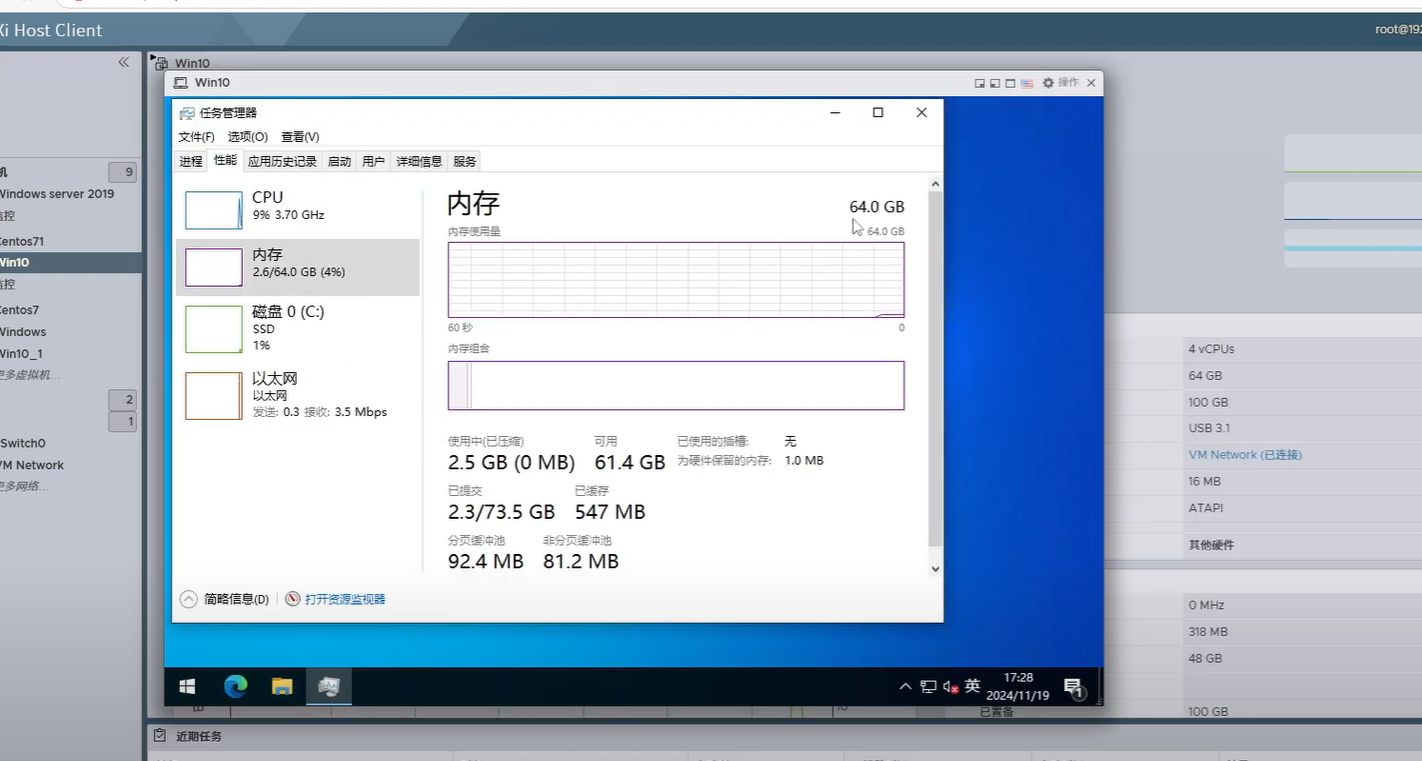 Xi Host Client
root@192
Win10
Win10
操作
任务管理器
文件(F) 选项(O) 查看(V)
进程 性能 应用历史记录 启动 用户 详细信息 服务
CPU
9% 3.70 GHz
内存
2.6/64.0 GB (4%)
磁盘 0 (C:)
SSD
1%
以太网
以太网
发送: 0.3 接收: 3.5 Mbps
内存
64.0 GB
内存使用量
64.0 GB
60 秒
0
内存组合
使用中(已压缩)
2.5 GB (0 MB)
可用
61.4 GB
已使用的插槽: 无
为硬件保留的内存: 1.0 MB
已提交
2.3/73.5 GB
已缓存
547 MB
分页缓冲池
92.4 MB
非分页缓冲池
81.2 MB
简略信息(D)
打开资源监视器
英
17:28
2024/11/19
1
机
9
Windows server 2019
监控
Centos71
Win10
监控
Centos7
Windows
Win10_1
更多虚拟机...
2
1
Switch0
VM Network
更多网络...
4 vCPUs
64 GB
100 GB
USB 3.1
VM Network (已连接)
16 MB
ATAPI
其他硬件
0 MHz
318 MB
48 GB
已置备
100 GB
近期任务